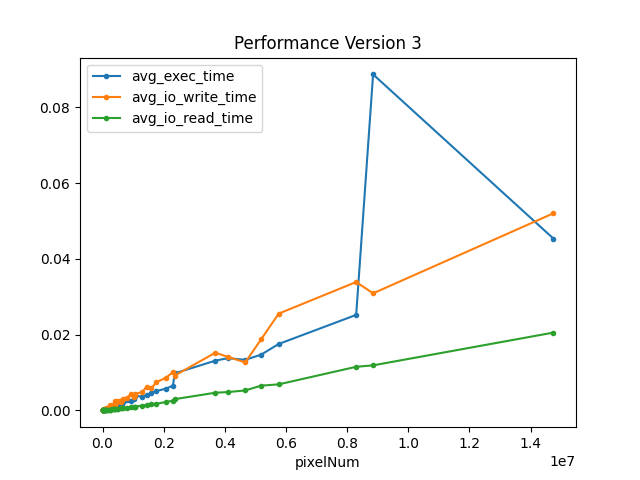 Performance Version 3
avg_exec_time
avg_io_write_time
avg_io_read_time
0.08
0.06
0.04
0.02
0.00
0.0 0.2 0.4 0.6 0.8 1.0 1.2 1.4
1e7
pixelNum